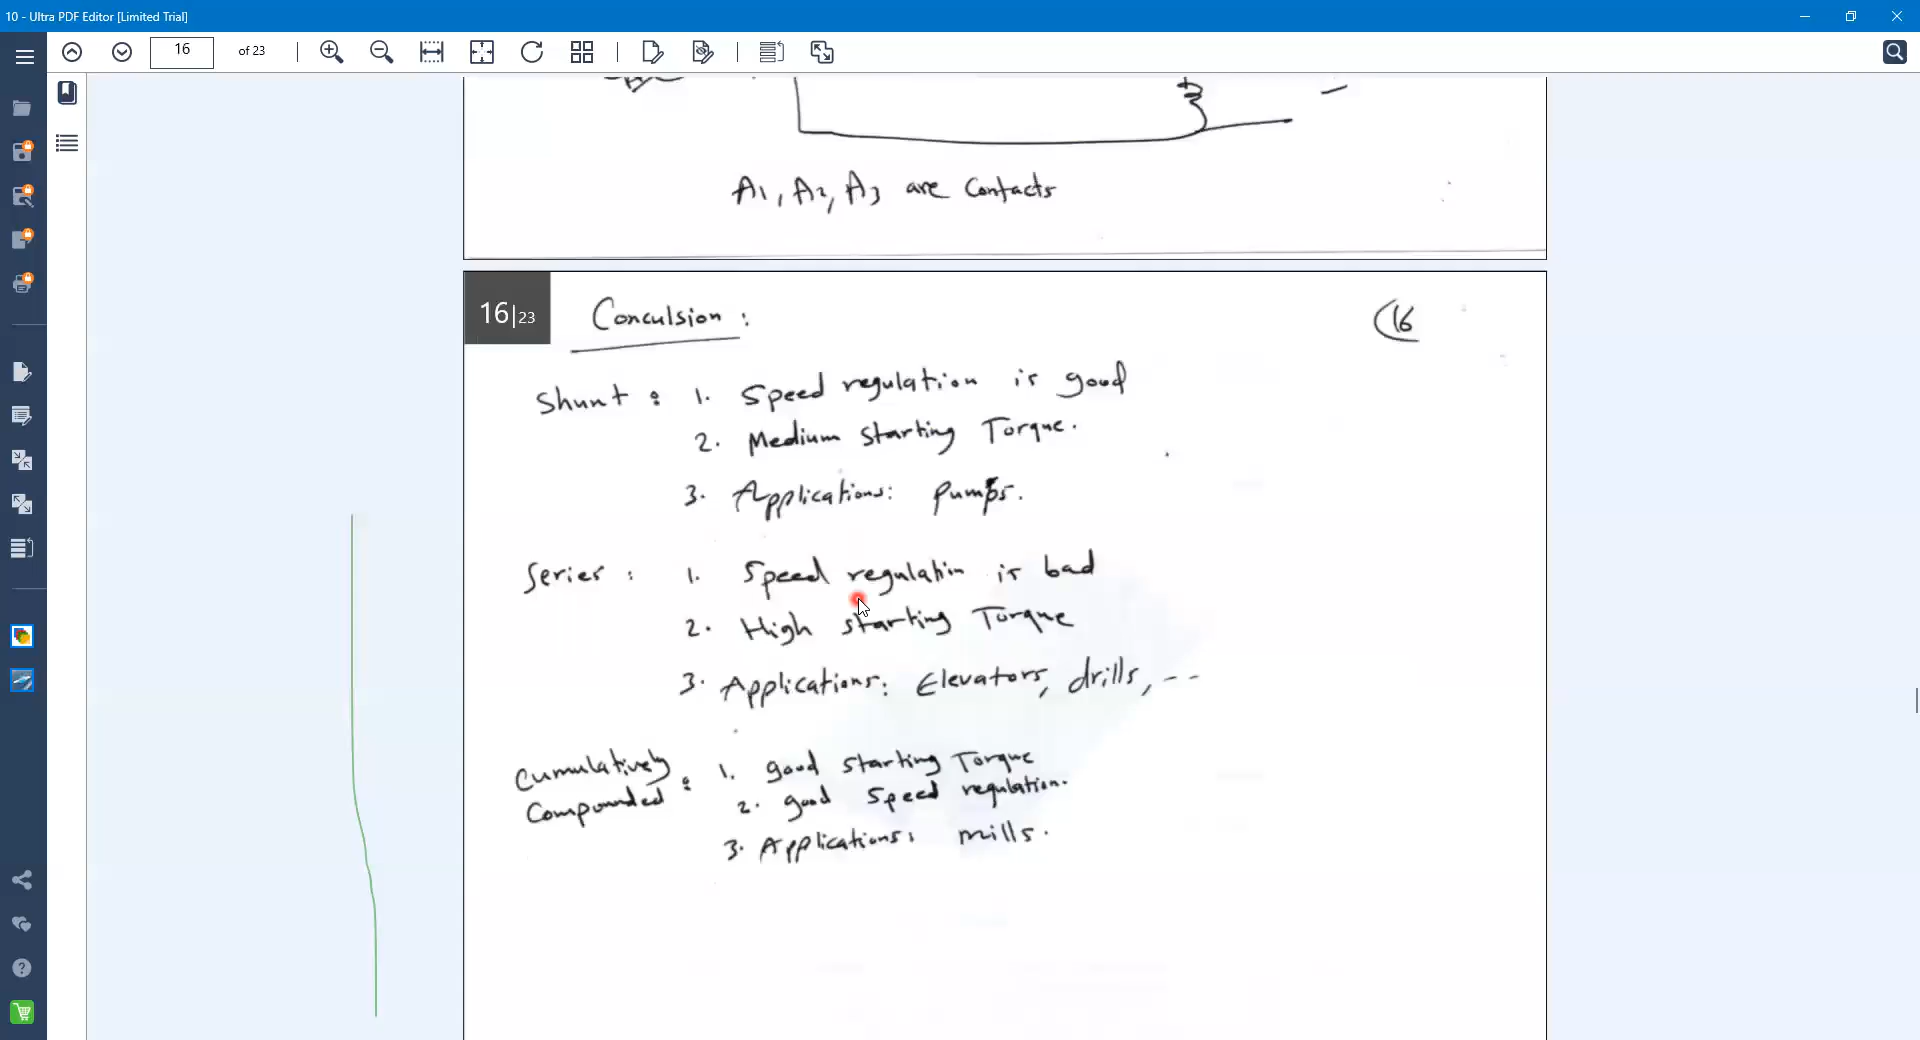 10 - Ultra PDF Editor [Limited Trial]
16 of 23
A1, A2, A3 are Contacts
16|23
Conculsion :
16
Shunt : 1. Speed regulation is good
2. Medium starting Torque.
3. Applications: Pumps.
Series : 1. Speed regulatin is bad
2. High starting Torque
3. Applications: Elevators, drills, --
Cumulatively Compounded : 1. good starting Torque
2. good speed regulation.
3. Applications: mills.